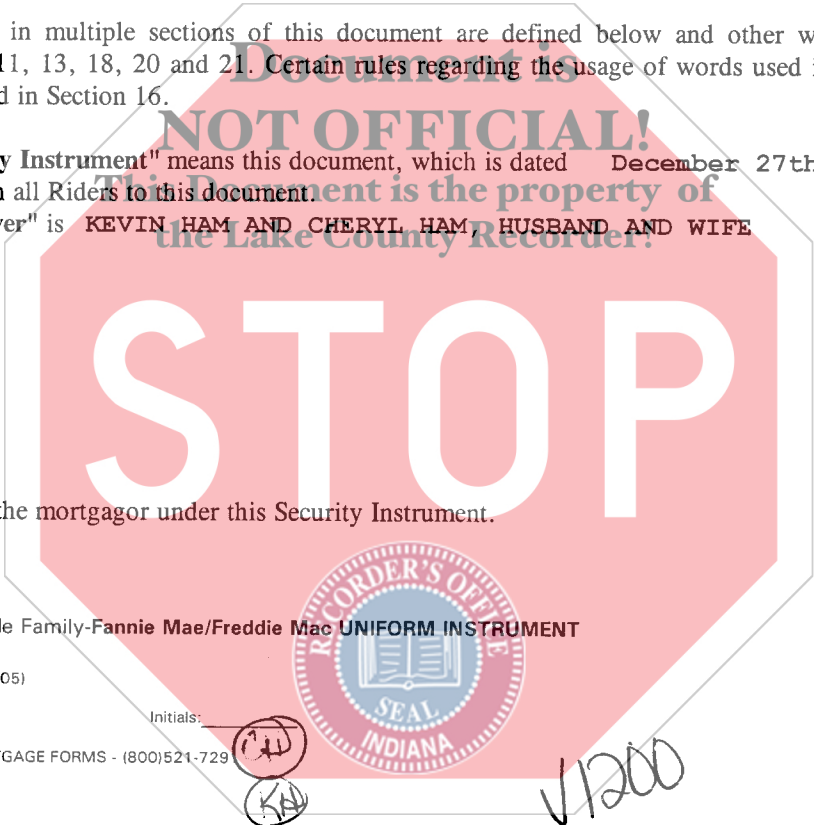 in multiple sections of this document are defined below and other w
11, 13, 18, 20 and 21. Certain rules regarding the usage of words used i
d in Section 16.
Document is
NOT OFFICIAL!
This Document is the property of
the Lake County Recorder!
y Instrument" means this document, which is dated December 27th
n all Riders to this document.
er" is KEVIN HAM AND CHERYL HAM, HUSBAND AND WIFE
STOP
the mortgagor under this Security Instrument.
le Family-Fannie Mae/Freddie Mac UNIFORM INSTRUMENT
05)
RECORDER'S OFFICE
SEAL
INDIANA
Initials:
TGAGE FORMS - (800)521-729
KH
V1200